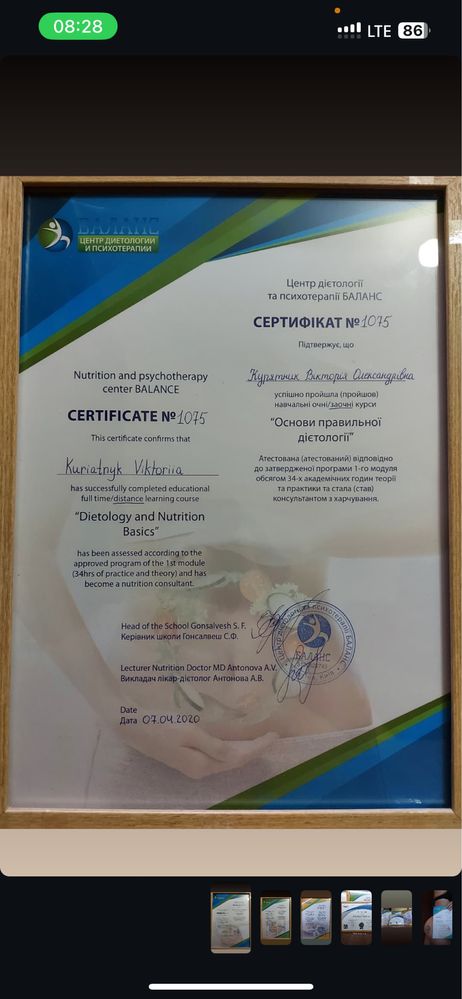 08:28
LTE
86
БАЛАНС
ЦЕНТР ДИЕТОЛОГИИ
И ПСИХОТЕРАПИИ
Центр дієтології
та психотерапії БАЛАНС
СЕРТИФІКАТ № 1075
Підтвержує, що
Курятник Вікторія Олександрівна
успішно пройшла (пройшов)
навчальні очні/заочні курси
"Основи правильної
дієтології"
Атестована (атестований) відповідно
до затвердженої програми 1-го модуля
обсягом 34-х академічних годин теорії
та практики та стала (став)
консультантом з харчування.
Nutrition and psychotherapy
center BALANCE
CERTIFICATE № 1075
This certificate confirms that
Kuriatnyk Viktoriia
has successfully completed educational
full time/distance learning course
"Dietology and Nutrition
Basics"
has been assessed according to the
approved program of the 1st module
(34hrs of practice and theory) and has
become a nutrition consultant.
Head of the School Gonsalvesh S. F.
Керівник школи Гонсалвеш С.Ф.
Lecturer Nutrition Doctor MD Antonova A.V.
Викладач лікар-дієтолог Антонова А.В.
Date
Дата 07.04.2020
Центр дієтології та психотерапії БАЛАНС
БАЛАНС